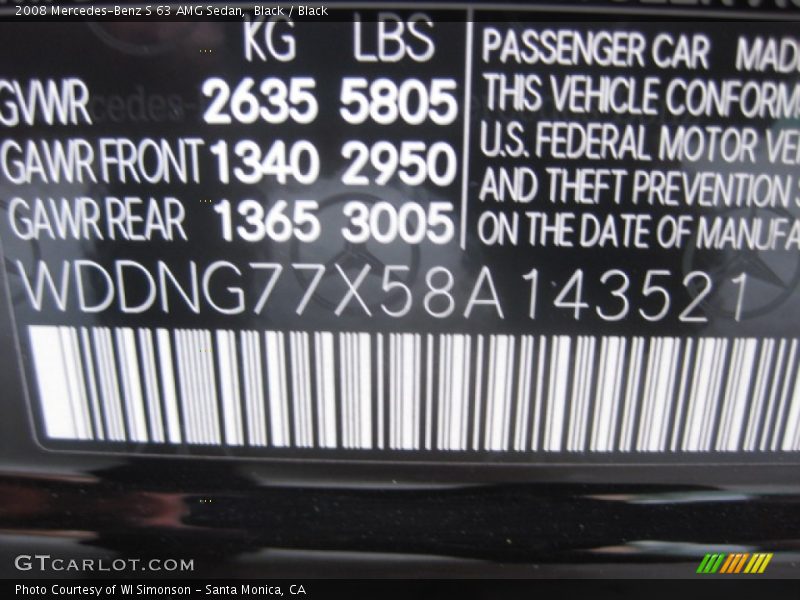 2008 Mercedes-Benz S 63 AMG Sedan, Black / Black
KG LBS
GVWR 2635 5805
GAWR FRONT 1340 2950
GAWR REAR 1365 3005
PASSENGER CAR MAD
THIS VEHICLE CONFORM
U.S. FEDERAL MOTOR VE
AND THEFT PREVENTION S
ON THE DATE OF MANUFA
WDDNG77X58A143521
GTCARLOT.COM
Photo Courtesy of WI Simonson - Santa Monica, CA